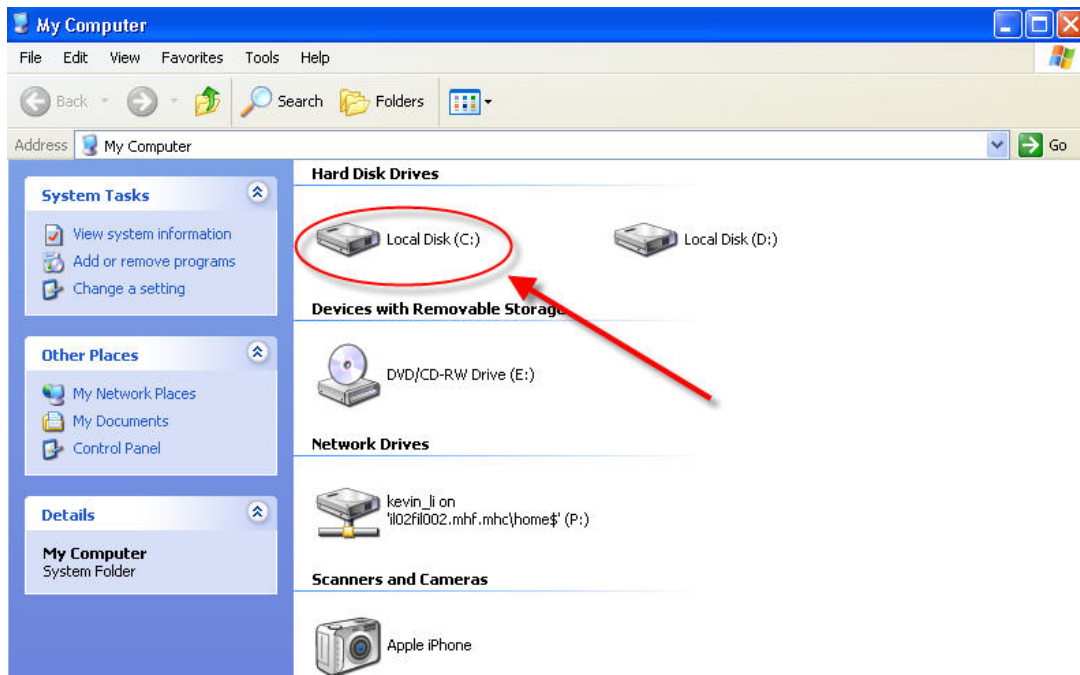 My Computer
File Edit View Favorites Tools Help
Back Search Folders
Address My Computer Go
System Tasks
View system information
Add or remove programs
Change a setting
Other Places
My Network Places
My Documents
Control Panel
Details
My Computer
System Folder
Hard Disk Drives
Local Disk (C:) Local Disk (D:)
Devices with Removable Storage
DVD/CD-RW Drive (E:)
Network Drives
kevin_li on
'il02fil002.mhf.mhc\home$' (P:)
Scanners and Cameras
Apple iPhone